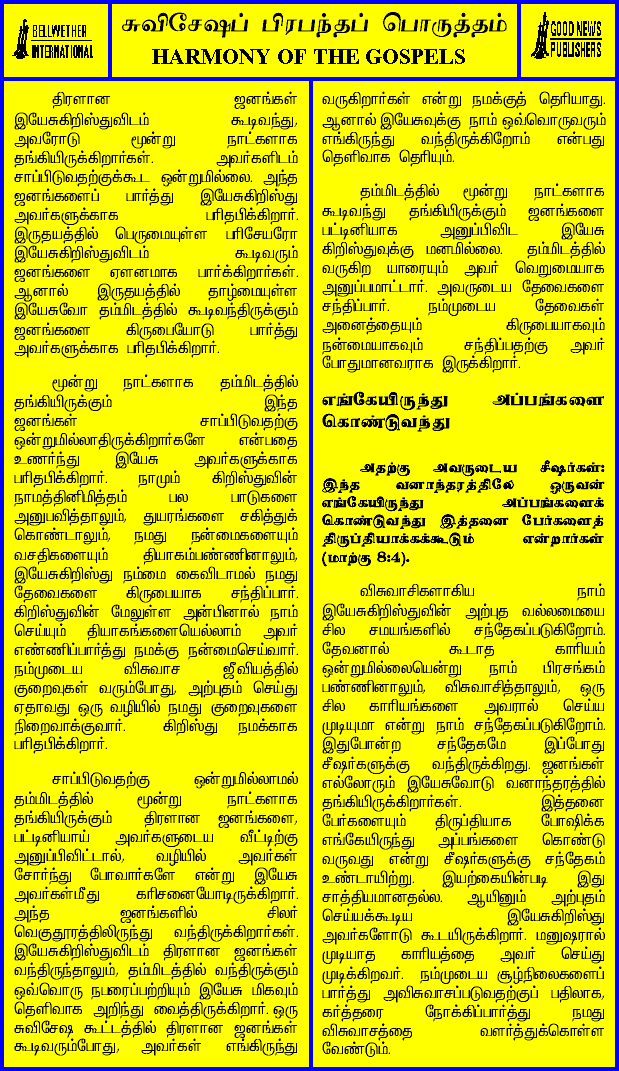 BELLWETHER
INTERNATIONAL
சுவிசேஷப் பிரபந்தப் பொருத்தம்
HARMONY OF THE GOSPELS
GOOD NEWS
PUBLISHERS
திரளான ஜனங்கள்
இயேசுகிறிஸ்துவிடம் கூடிவந்து,
அவரோடு மூன்று நாட்களாக
தங்கியிருக்கிறார்கள். அவர்களிடம்
சாப்பிடுவதற்குக்கூட ஒன்றுமில்லை. அந்த
ஜனங்களைப் பார்த்து இயேசுகிறிஸ்து
அவர்களுக்காக பரிதபிக்கிறார்.
இருதயத்தில் பெருமையுள்ள பரிசேயரோ
இயேசுகிறிஸ்துவிடம் கூடிவரும்
ஜனங்களை ஏளனமாக பார்க்கிறார்கள்.
ஆனால் இருதயத்தில் தாழ்மையுள்ள
இயேசுவோ தம்மிடத்தில் கூடிவந்திருக்கும்
ஜனங்களை கிருபையோடு பார்த்து
அவர்களுக்காக பரிதபிக்கிறார்.
மூன்று நாட்களாக தம்மிடத்தில்
தங்கியிருக்கும் இந்த
ஜனங்கள் சாப்பிடுவதற்கு
ஒன்றுமில்லாதிருக்கிறார்களே என்பதை
உணர்ந்து இயேசு அவர்களுக்காக
பரிதபிக்கிறார். நாமும் கிறிஸ்துவின்
நாமத்தினிமித்தம் பல பாடுகளை
அனுபவித்தாலும், துயரங்களை சகித்துக்
கொண்டாலும், நமது நன்மைகளையும்
வசதிகளையும் தியாகம்பண்ணினாலும்,
இயேசுகிறிஸ்து நம்மை கைவிடாமல் நமது
தேவைகளை கிருபையாக சந்திப்பார்.
கிறிஸ்துவின் மேலுள்ள அன்பினால் நாம்
செய்யும் தியாகங்களையெல்லாம் அவர்
எண்ணிப்பார்த்து நமக்கு நன்மைசெய்வார்.
நம்முடைய விசுவாச ஜீவியத்தில்
குறைவுகள் வரும்போது, அற்புதம் செய்து
ஏதாவது ஒரு வழியில் நமது குறைவுகளை
நிறைவாக்குவார். கிறிஸ்து நமக்காக
பரிதபிக்கிறார்.
சாப்பிடுவதற்கு ஒன்றுமில்லாமல்
தம்மிடத்தில் மூன்று நாட்களாக
தங்கியிருக்கும் திரளான ஜனங்களை,
பட்டினியாய் அவர்களுடைய வீட்டிற்கு
அனுப்பிவிட்டால், வழியில் அவர்கள்
சோர்ந்து போவார்களே என்று இயேசு
அவர்கள்மீது கரிசனையோடிருக்கிறார்.
அந்த ஜனங்களில் சிலர்
வெகுதூரத்திலிருந்து வந்திருக்கிறார்கள்.
இயேசுகிறிஸ்துவிடம் திரளான ஜனங்கள்
வந்திருந்தாலும், தம்மிடத்தில் வந்திருக்கும்
ஒவ்வொரு நபரைப்பற்றியும் இயேசு மிகவும்
தெளிவாக அறிந்து வைத்திருக்கிறார். ஒரு
சுவிசேஷ கூட்டத்தில் திரளான ஜனங்கள்
கூடிவரும்போது, அவர்கள் எங்கிருந்து
வருகிறார்கள் என்று நமக்குத் தெரியாது.
ஆனால் இயேசுவுக்கு நாம் ஒவ்வொருவரும்
எங்கிருந்து வந்திருக்கிறோம் என்பது
தெளிவாக தெரியும்.
தம்மிடத்தில் மூன்று நாட்களாக
கூடிவந்து தங்கியிருக்கும் ஜனங்களை
பட்டினியாக அனுப்பிவிட இயேசு
கிறிஸ்துவுக்கு மனமில்லை. தம்மிடத்தில்
வருகிற யாரையும் அவர் வெறுமையாக
அனுப்பமாட்டார். அவருடைய தேவைகளை
சந்திப்பார். நம்முடைய தேவைகள்
அனைத்தையும் கிருபையாகவும்
நன்மையாகவும் சந்திப்பதற்கு அவர்
போதுமானவராக இருக்கிறார்.
எங்கேயிருந்து அப்பங்களை
கொண்டுவந்து
அதற்கு அவருடைய சீஷர்கள்:
இந்த வனாந்தரத்திலே ஒருவன்
எங்கேயிருந்து அப்பங்களைக்
கொண்டுவந்து இத்தனை பேர்களைத்
திருப்தியாக்கக்கூடும் என்றார்கள்
(மாற்கு 8:4).
விசுவாசிகளாகிய நாம்
இயேசுகிறிஸ்துவின் அற்புத வல்லமையை
சில சமயங்களில் சந்தேகப்படுகிறோம்.
தேவனால் கூடாத காரியம்
ஒன்றுமில்லையென்று நாம் பிரசங்கம்
பண்ணினாலும், விசுவாசித்தாலும், ஒரு
சில காரியங்களை அவரால் செய்ய
முடியுமா என்று நாம் சந்தேகப்படுகிறோம்.
இதுபோன்ற சந்தேகமே இப்போது
சீஷர்களுக்கு வந்திருக்கிறது. ஜனங்கள்
எல்லோரும் இயேசுவோடு வனாந்தரத்தில்
தங்கியிருக்கிறார்கள். இத்தனை
பேர்களையும் திருப்தியாக போஷிக்க
எங்கேயிருந்து அப்பங்களை கொண்டு
வருவது என்று சீஷர்களுக்கு சந்தேகம்
உண்டாயிற்று. இயற்கையின்படி இது
சாத்தியமானதல்ல. ஆயினும் அற்புதம்
செய்யக்கூடிய இயேசுகிறிஸ்து
அவர்களோடு கூடயிருக்கிறார். மனுஷரால்
முடியாத காரியத்தை அவர் செய்து
முடிக்கிறவர். நம்முடைய சூழ்நிலைகளைப்
பார்த்து அவிசுவாசப்படுவதற்குப் பதிலாக,
கர்த்தரை நோக்கிப்பார்த்து நமது
விசுவாசத்தை வளர்த்துக்கொள்ள
வேண்டும்.